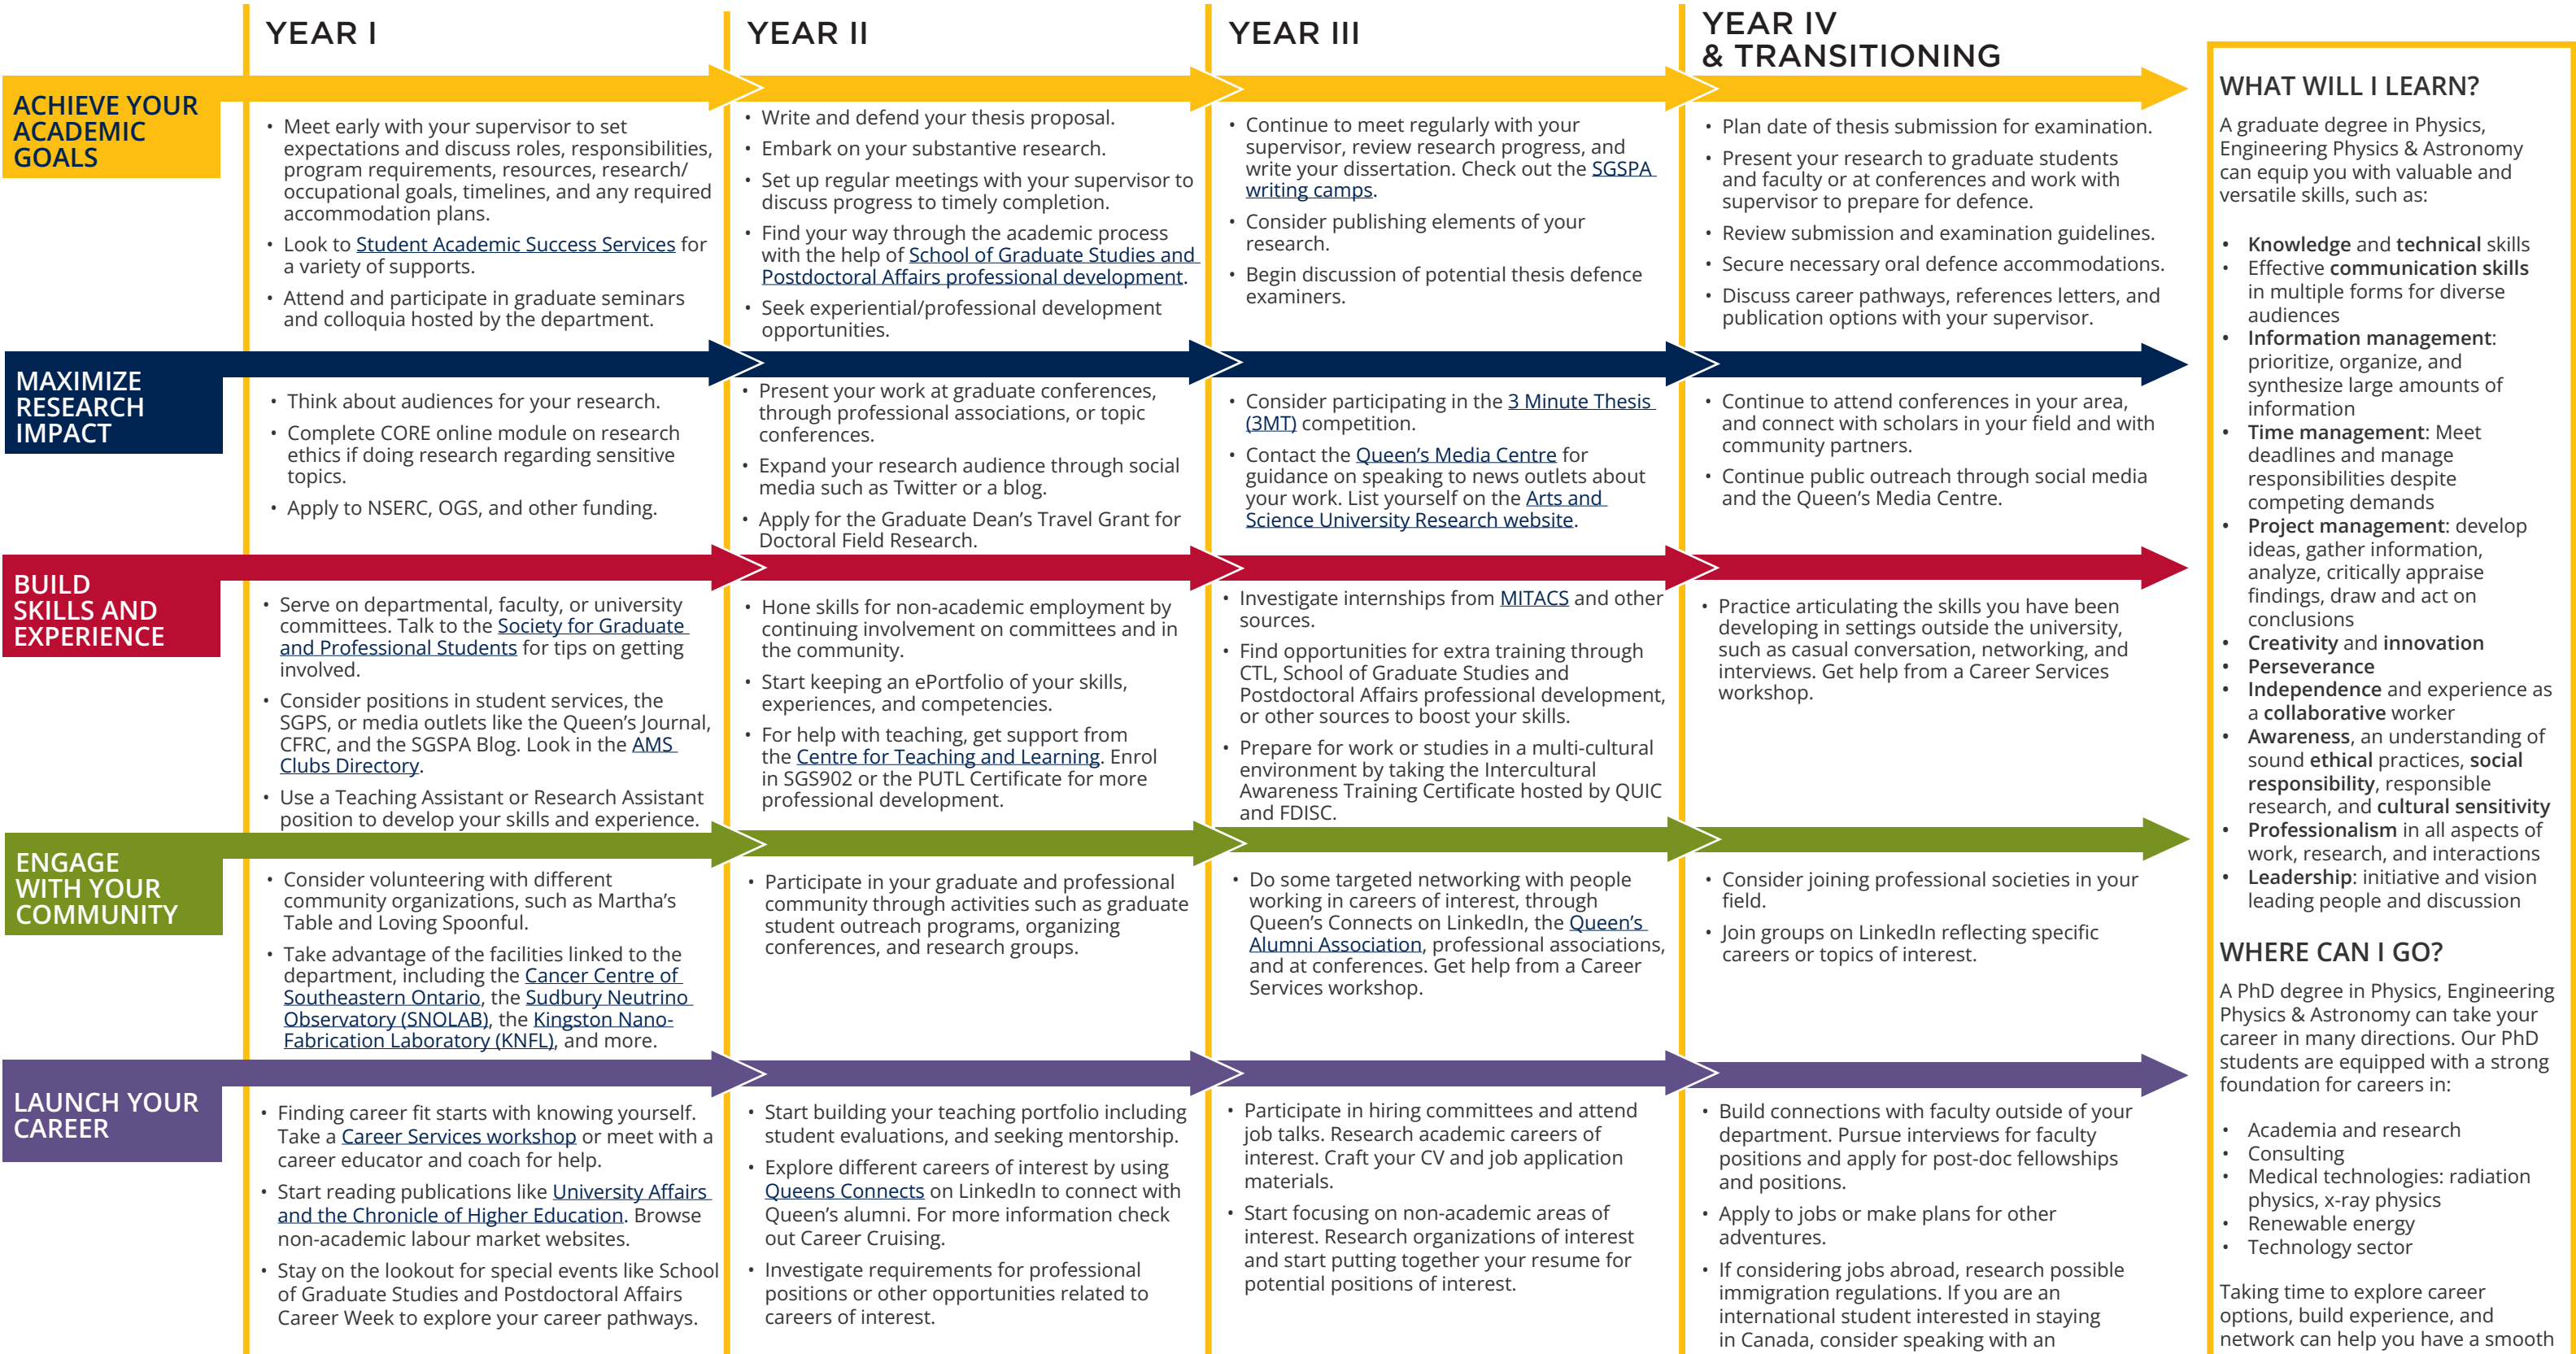 YEAR I
YEAR II
YEAR III
YEAR IV
& TRANSITIONING
ACHIEVE YOUR
ACADEMIC
GOALS
• Meet early with your supervisor to set
expectations and discuss roles, responsibilities,
program requirements, resources, research/
occupational goals, timelines, and any required
accommodation plans.
• Look to Student Academic Success Services for
a variety of supports.
• Attend and participate in graduate seminars
and colloquia hosted by the department.
• Write and defend your thesis proposal.
• Embark on your substantive research.
• Set up regular meetings with your supervisor to
discuss progress to timely completion.
• Find your way through the academic process
with the help of School of Graduate Studies and
Postdoctoral Affairs professional development.
• Seek experiential/professional development
opportunities.
• Continue to meet regularly with your
supervisor, review research progress, and
write your dissertation. Check out the SGSPA
writing camps.
• Consider publishing elements of your
research.
• Begin discussion of potential thesis defence
examiners.
• Plan date of thesis submission for examination.
• Present your research to graduate students
and faculty or at conferences and work with
supervisor to prepare for defence.
• Review submission and examination guidelines.
• Secure necessary oral defence accommodations.
• Discuss career pathways, references letters, and
publication options with your supervisor.
MAXIMIZE
RESEARCH
IMPACT
• Think about audiences for your research.
• Complete CORE online module on research
ethics if doing research regarding sensitive
topics.
• Apply to NSERC, OGS, and other funding.
• Present your work at graduate conferences,
through professional associations, or topic
conferences.
• Expand your research audience through social
media such as Twitter or a blog.
• Apply for the Graduate Dean's Travel Grant for
Doctoral Field Research.
• Consider participating in the 3 Minute Thesis
(3MT) competition.
• Contact the Queen's Media Centre for
guidance on speaking to news outlets about
your work. List yourself on the Arts and
Science University Research website.
• Continue to attend conferences in your area,
and connect with scholars in your field and with
community partners.
• Continue public outreach through social media
and the Queen's Media Centre.
BUILD
SKILLS AND
EXPERIENCE
• Serve on departmental, faculty, or university
committees. Talk to the Society for Graduate
and Professional Students for tips on getting
involved.
• Consider positions in student services, the
SGPS, or media outlets like the Queen's Journal,
CFRC, and the SGSPA Blog. Look in the AMS
Clubs Directory.
• Use a Teaching Assistant or Research Assistant
position to develop your skills and experience.
• Hone skills for non-academic employment by
continuing involvement on committees and in
the community.
• Start keeping an ePortfolio of your skills,
experiences, and competencies.
• For help with teaching, get support from
the Centre for Teaching and Learning. Enrol
in SGS902 or the PUTL Certificate for more
professional development.
• Investigate internships from MITACS and other
sources.
• Find opportunities for extra training through
CTL, School of Graduate Studies and
Postdoctoral Affairs professional development,
or other sources to boost your skills.
• Prepare for work or studies in a multi-cultural
environment by taking the Intercultural
Awareness Training Certificate hosted by QUIC
and FDISC.
• Practice articulating the skills you have been
developing in settings outside the university,
such as casual conversation, networking, and
interviews. Get help from a Career Services
workshop.
ENGAGE
WITH YOUR
COMMUNITY
• Consider volunteering with different
community organizations, such as Martha's
Table and Loving Spoonful.
• Take advantage of the facilities linked to the
department, including the Cancer Centre of
Southeastern Ontario, the Sudbury Neutrino
Observatory (SNOLAB), the Kingston Nano-
Fabrication Laboratory (KNFL), and more.
• Participate in your graduate and professional
community through activities such as graduate
student outreach programs, organizing
conferences, and research groups.
• Do some targeted networking with people
working in careers of interest, through
Queen's Connects on LinkedIn, the Queen's
Alumni Association, professional associations,
and at conferences. Get help from a Career
Services workshop.
• Consider joining professional societies in your
field.
• Join groups on LinkedIn reflecting specific
careers or topics of interest.
LAUNCH YOUR
CAREER
• Finding career fit starts with knowing yourself.
Take a Career Services workshop or meet with a
career educator and coach for help.
• Start reading publications like University Affairs
and the Chronicle of Higher Education. Browse
non-academic labour market websites.
• Stay on the lookout for special events like School
of Graduate Studies and Postdoctoral Affairs
Career Week to explore your career pathways.
• Start building your teaching portfolio including
student evaluations, and seeking mentorship.
• Explore different careers of interest by using
Queens Connects on LinkedIn to connect with
Queen's alumni. For more information check
out Career Cruising.
• Investigate requirements for professional
positions or other opportunities related to
careers of interest.
• Participate in hiring committees and attend
job talks. Research academic careers of
interest. Craft your CV and job application
materials.
• Start focusing on non-academic areas of
interest. Research organizations of interest
and start putting together your resume for
potential positions of interest.
• Build connections with faculty outside of your
department. Pursue interviews for faculty
positions and apply for post-doc fellowships
and positions.
• Apply to jobs or make plans for other
adventures.
• If considering jobs abroad, research possible
immigration regulations. If you are an
international student interested in staying
in Canada, consider speaking with an
WHAT WILL I LEARN?
A graduate degree in Physics,
Engineering Physics & Astronomy
can equip you with valuable and
versatile skills, such as:
• Knowledge and technical skills
• Effective communication skills
in multiple forms for diverse
audiences
• Information management:
prioritize, organize, and
synthesize large amounts of
information
• Time management: Meet
deadlines and manage
responsibilities despite
competing demands
• Project management: develop
ideas, gather information,
analyze, critically appraise
findings, draw and act on
conclusions
• Creativity and innovation
• Perseverance
• Independence and experience as
a collaborative worker
• Awareness, an understanding of
sound ethical practices, social
responsibility, responsible
research, and cultural sensitivity
• Professionalism in all aspects of
work, research, and interactions
• Leadership: initiative and vision
leading people and discussion
WHERE CAN I GO?
A PhD degree in Physics, Engineering
Physics & Astronomy can take your
career in many directions. Our PhD
students are equipped with a strong
foundation for careers in:
• Academia and research
• Consulting
• Medical technologies: radiation
physics, x-ray physics
• Renewable energy
• Technology sector
Taking time to explore career
options, build experience, and
network can help you have a smooth